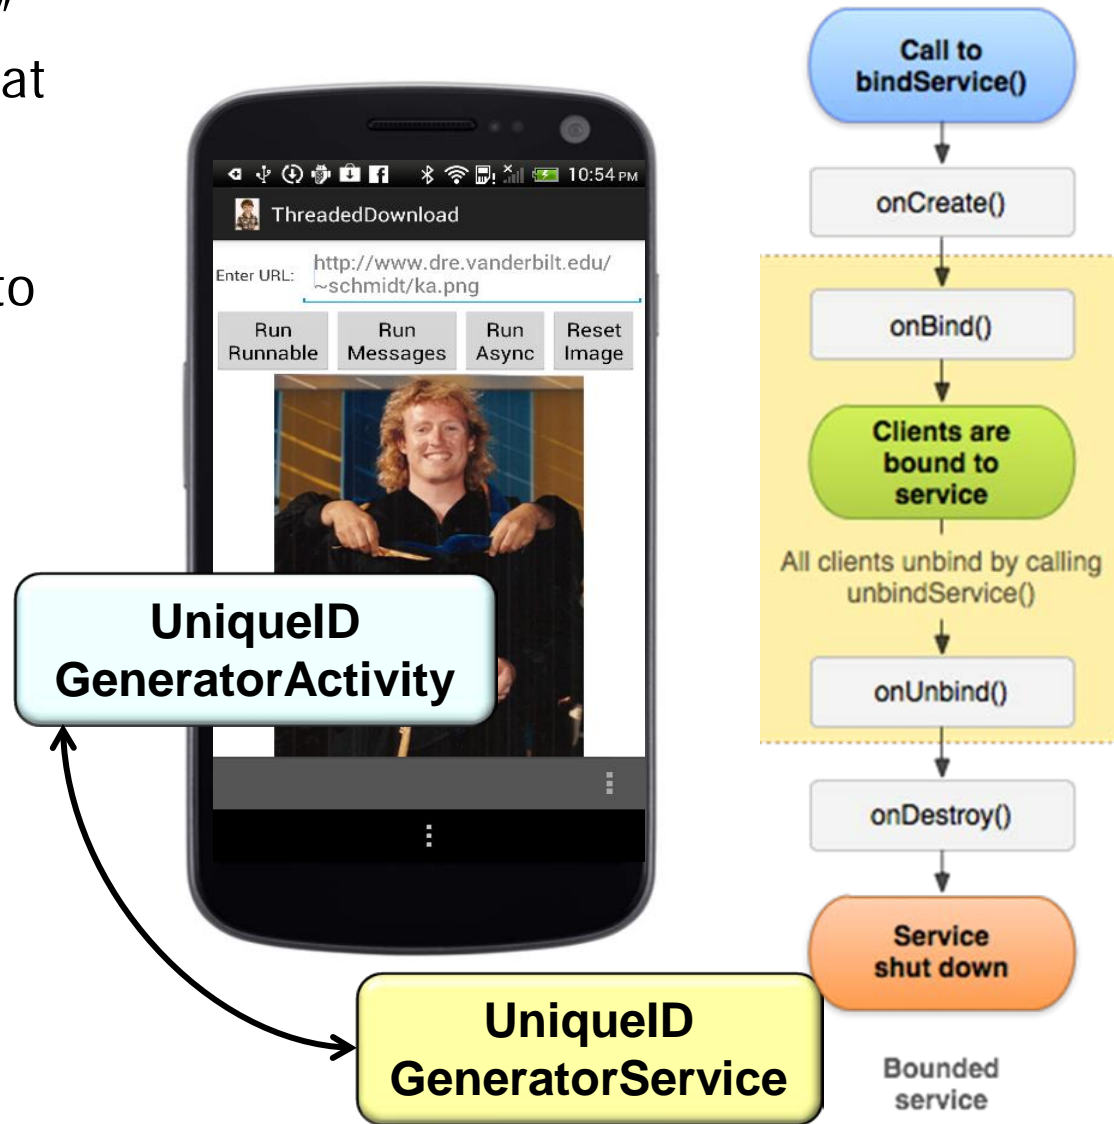 at
to
10:54 PM
ThreadedDownload
Enter URL:
http://www.dre.vanderbilt.edu/
~schmidt/ka.png
Run
Runnable
Run
Messages
Run
Async
Reset
Image
UniqueID
GeneratorActivity
UniqueID
GeneratorService
Call to
bindService()
onCreate()
onBind()
Clients are
bound to
service
All clients unbind by calling
unbindService()
onUnbind()
onDestroy()
Service
shut down
Bounded
service